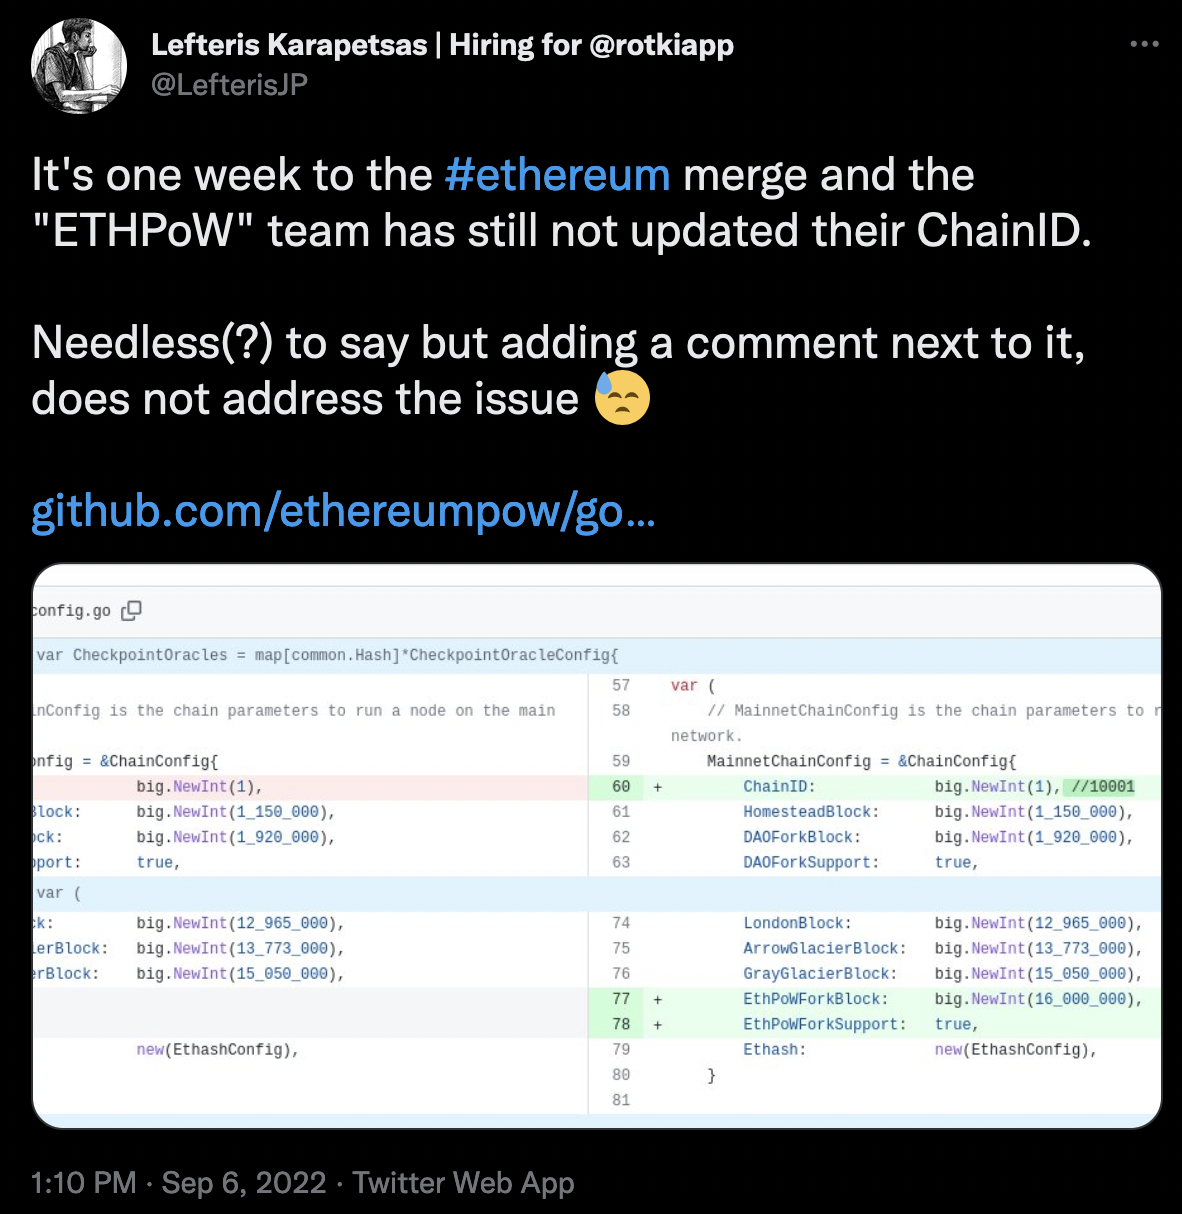 Lefteris Karapetsas | Hiring for @rotkiapp
@LefterisJP
It's one week to the #ethereum merge and the
"ETHPoW" team has still not updated their ChainID.
Needless(?) to say but adding a comment next to it,
does not address the issue 😓
github.com/ethereumpow/go...
config.go
var CheckpointOracles = map[common.Hash]*CheckpointOracleConfig{
57 var (
inConfig is the chain parameters to run a node on the main 58 // MainnetChainConfig is the chain parameters to r
network.
onfig = &ChainConfig{ 59 MainnetChainConfig = &ChainConfig{
big.NewInt(1), 60 + ChainID: big.NewInt(1), //10001
Block: big.NewInt(1_150_000), 61 HomesteadBlock: big.NewInt(1_150_000),
ock: big.NewInt(1_920_000), 62 DAOForkBlock: big.NewInt(1_920_000),
pport: true, 63 DAOForkSupport: true,
var (
ck: big.NewInt(12_965_000), 74 LondonBlock: big.NewInt(12_965_000),
ierBlock: big.NewInt(13_773_000), 75 ArrowGlacierBlock: big.NewInt(13_773_000),
erBlock: big.NewInt(15_050_000), 76 GrayGlacierBlock: big.NewInt(15_050_000),
77 + EthPoWForkBlock: big.NewInt(16_000_000),
78 + EthPoWForkSupport: true,
new(EthashConfig), 79 Ethash: new(EthashConfig),
80 }
81
1:10 PM · Sep 6, 2022 · Twitter Web App